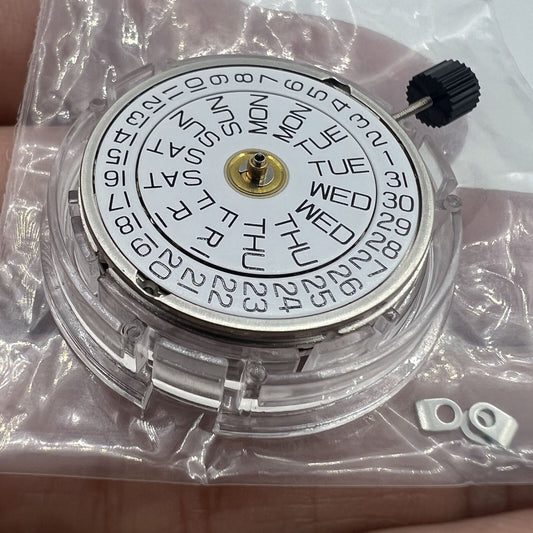 1
2
3
4
5
6
7
8
9
10
11
12
13
14
15
16
17
18
19
20
21
22
23
24
25
26
27
28
29
30
31
MON
MON
TUE
TUE
WED
WED
THU
THU
FRI
FRI
SAT
SAT
SUN
SUN